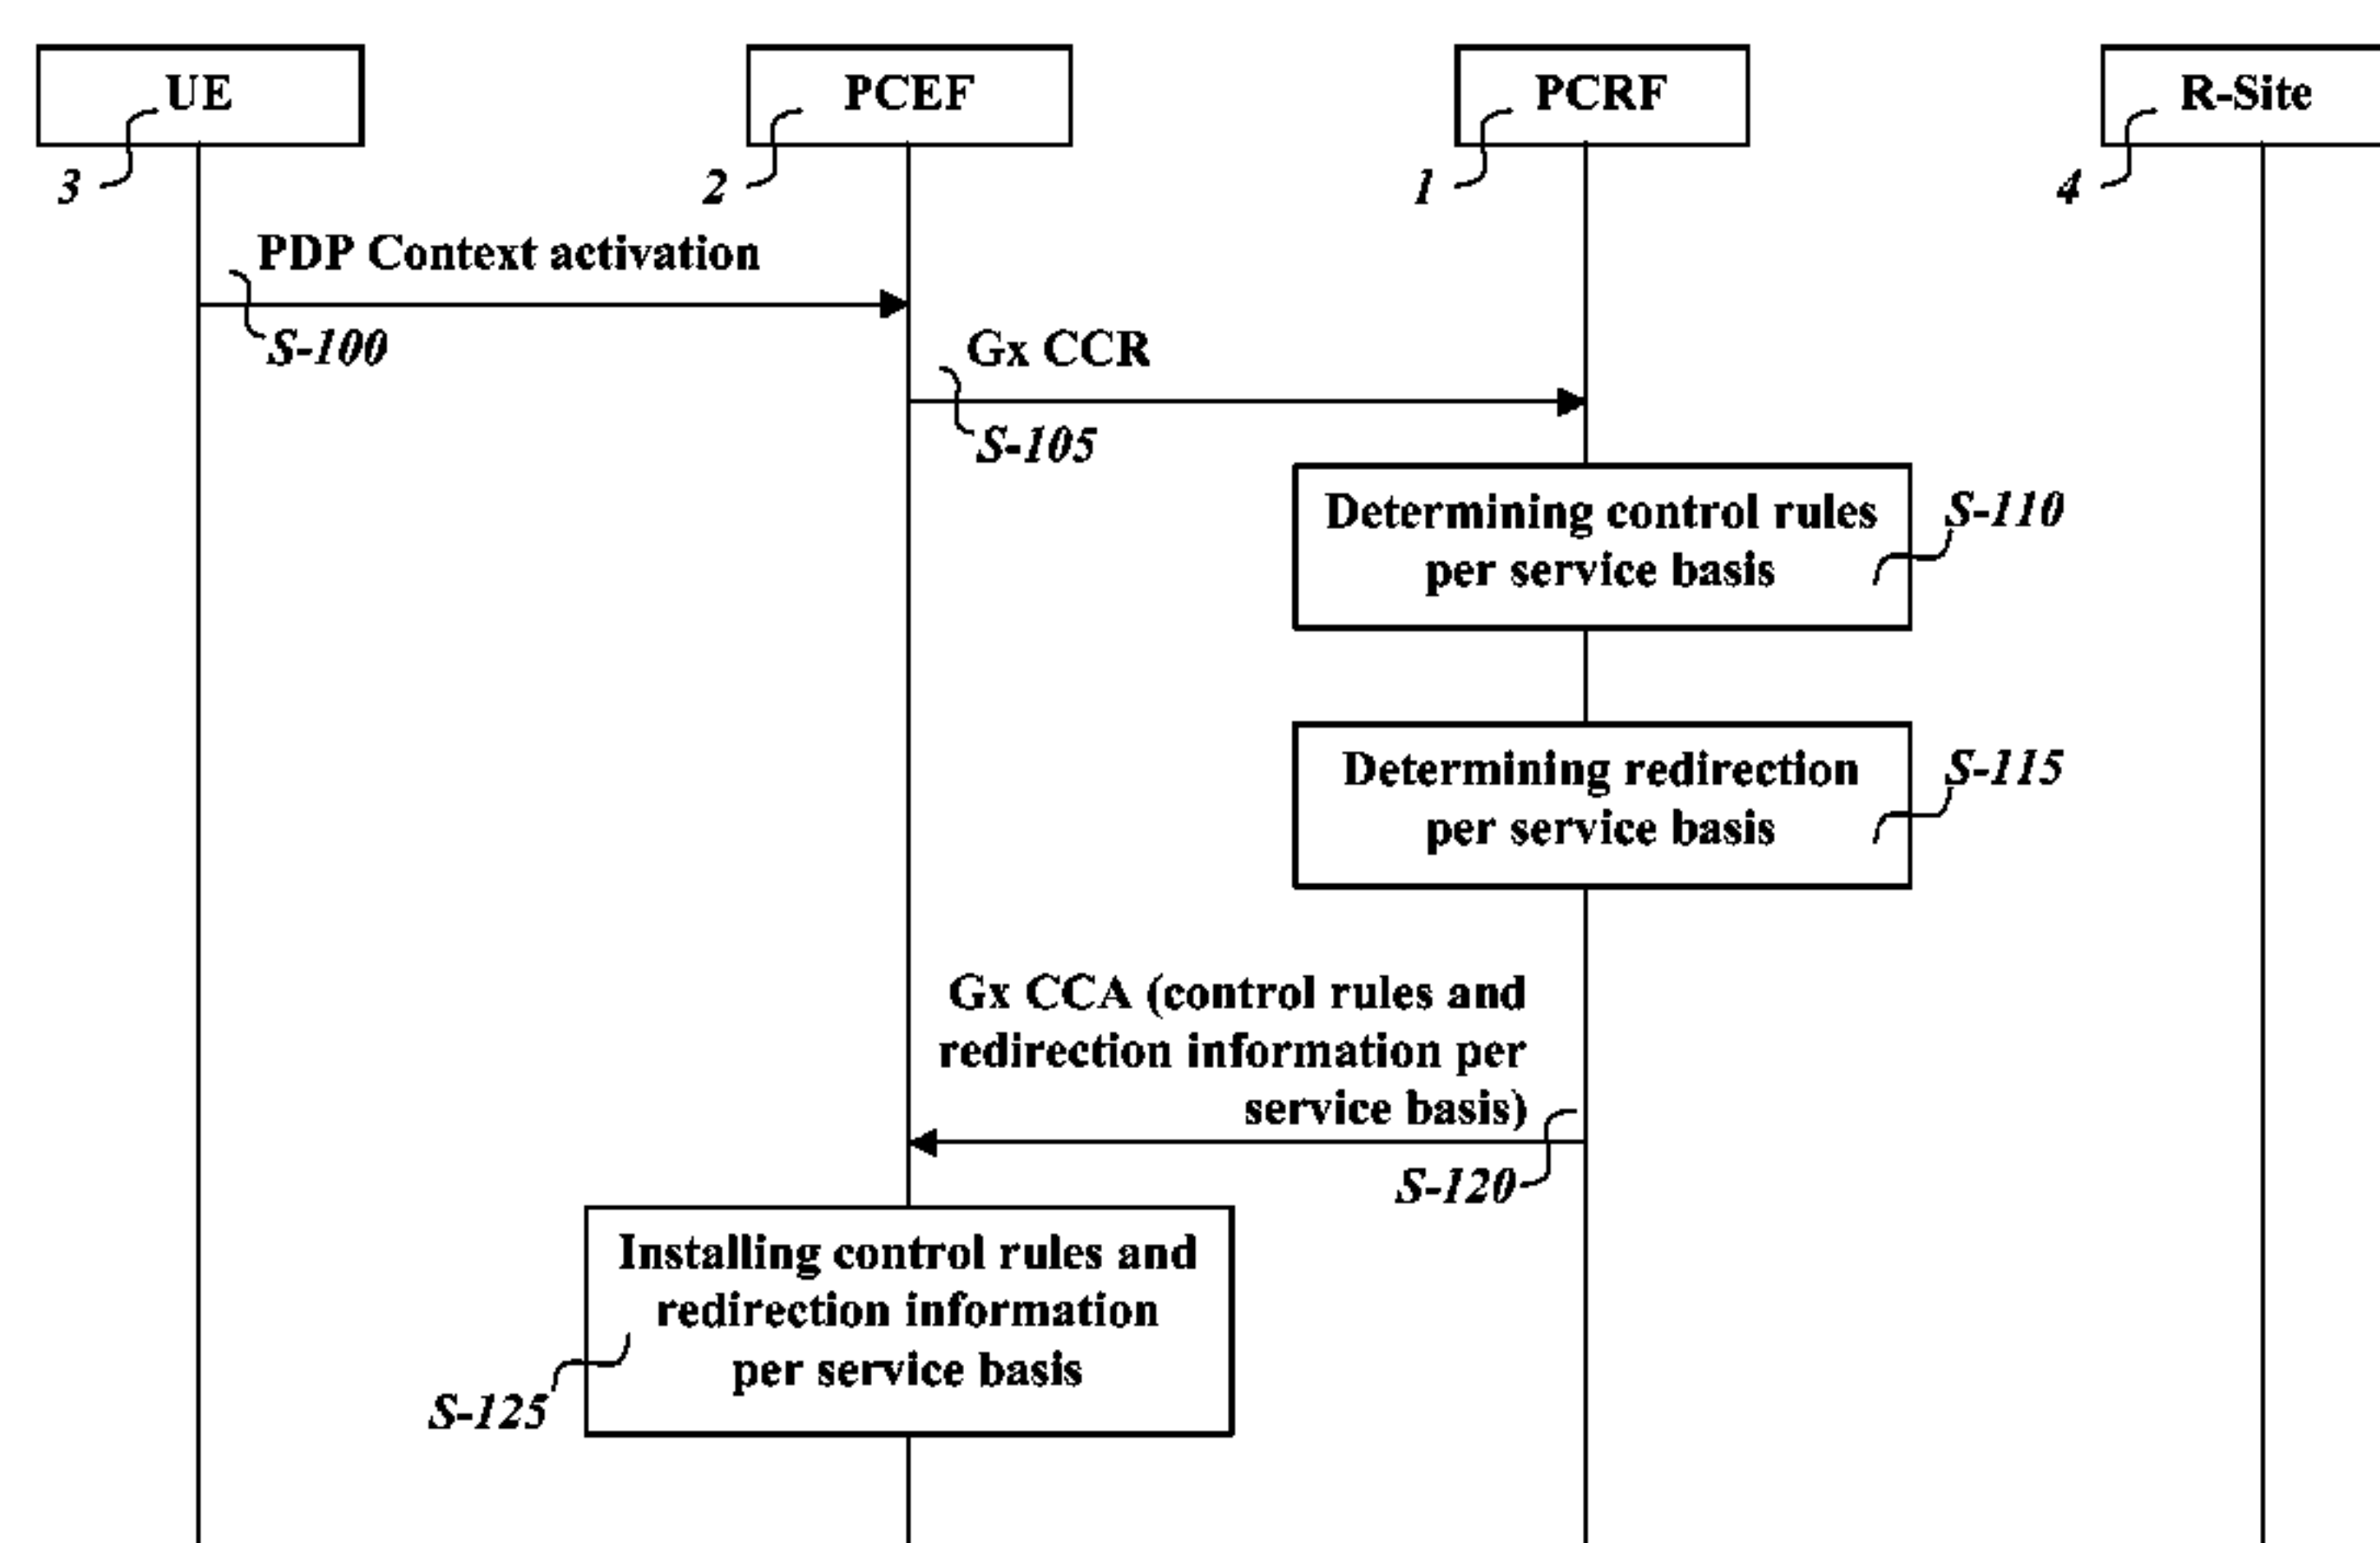 UE
PCEF
PCRF
R-Site
3
2
1
4
PDP Context activation
S-100
Gx CCR
S-105
Determining control rules
per service basis
S-110
Determining redirection
per service basis
S-115
Gx CCA (control rules and
redirection information per
service basis)
S-120
Installing control rules and
redirection information
per service basis
S-125